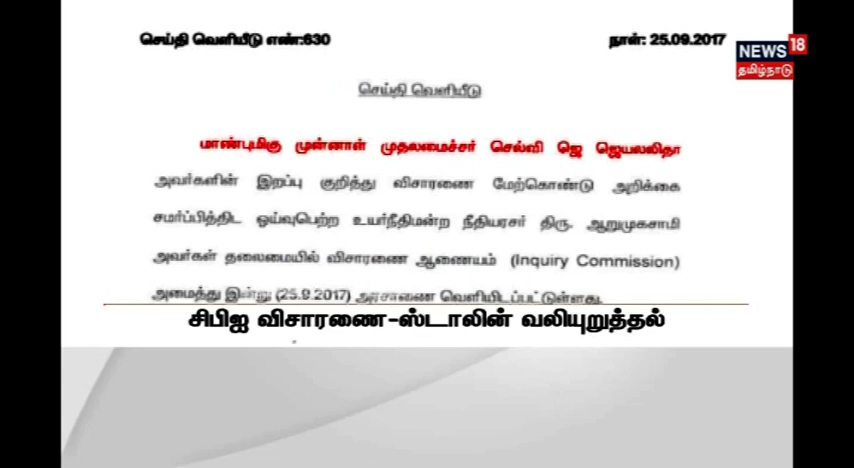 செய்தி வெளியீடு எண்:630 நாள்: 25.09.2017
NEWS 18
தமிழ்நாடு
செய்தி வெளியீடு
மாண்புமிகு முன்னாள் முதலமைச்சர் செல்வி ஜெ ஜெயலலிதா
அவர்களின் இறப்பு குறித்து விசாரணை மேற்கொண்டு அறிக்கை
சமர்ப்பித்திட ஓய்வுபெற்ற உயர்நீதிமன்ற நீதியரசர் திரு. ஆறுமுகசாமி
அவர்கள் தலைமையில் விசாரணை ஆணையம் (Inquiry Commission)
அமைத்து இன்று (25.9.2017) அரசாணை வெளியிடப்பட்டுள்ளது.
சிபிஐ விசாரணை-ஸ்டாலின் வலியுறுத்தல்